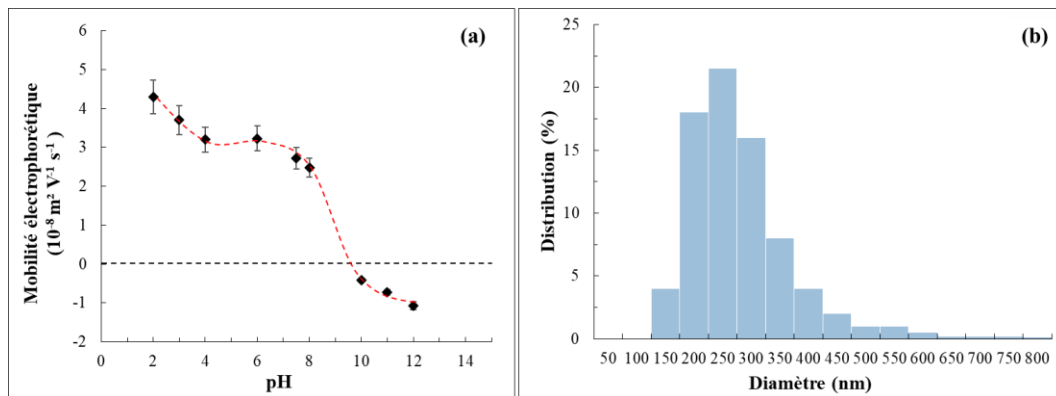 (a)
Mobilité électrophorétique
(10⁻⁸ m² V⁻¹ s⁻¹)
6
5
4
3
2
1
0
-1
-2
0 2 4 6 8 10 12 14
pH
(b)
Distribution (%)
25
20
15
10
5
0
50 100 150 200 250 300 350 400 450 500 550 600 650 700 750 800
Diamètre (nm)